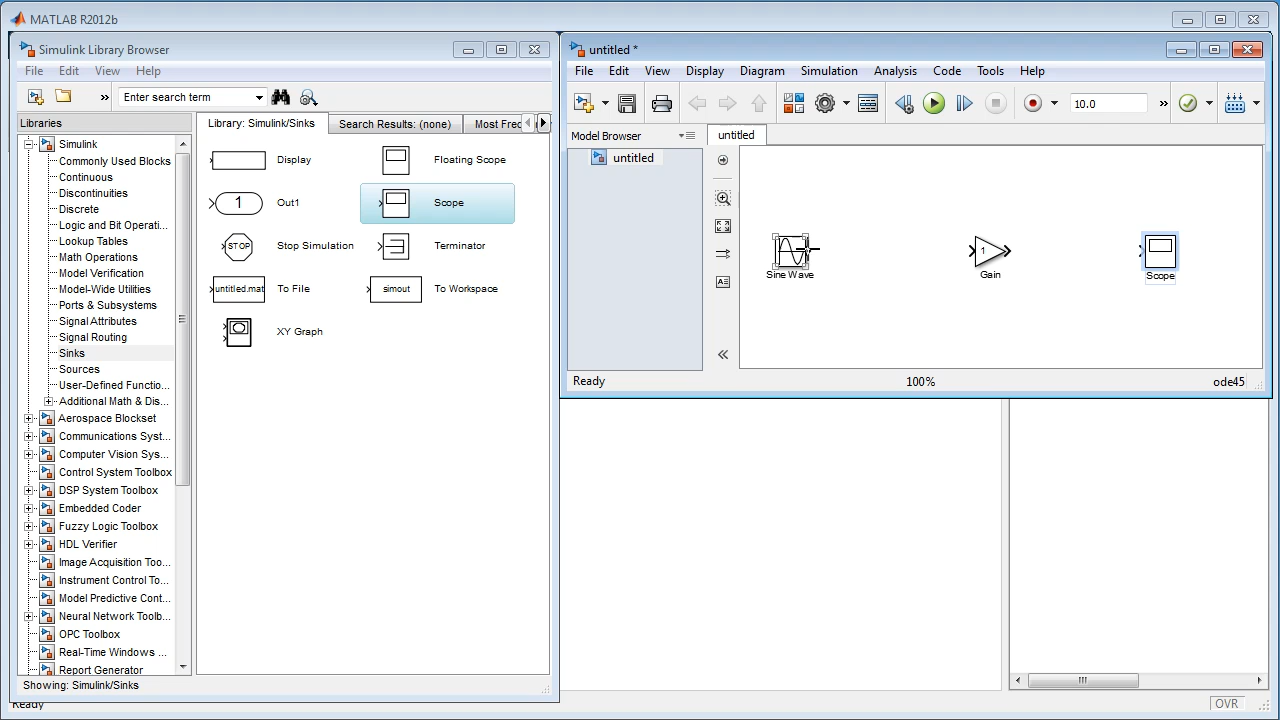 MATLAB R2012b
Simulink Library Browser
File Edit View Help
» Enter search term
Libraries
Library: Simulink/Sinks
Search Results: (none)
Simulink
Commonly Used Blocks
Continuous
Discontinuities
Discrete
Logic and Bit Operati...
Lookup Tables
Math Operations
Model Verification
Model-Wide Utilities
Ports & Subsystems
Signal Attributes
Signal Routing
Sinks
Sources
User-Defined Functio...
Additional Math & Dis...
Aerospace Blockset
Communications Syst...
Computer Vision Sys...
Control System Toolbox
DSP System Toolbox
Embedded Coder
Fuzzy Logic Toolbox
HDL Verifier
Image Acquisition Too...
Instrument Control To...
Model Predictive Cont...
Neural Network Toolb...
OPC Toolbox
Real-Time Windows ...
Report Generator
Display
Floating Scope
1 Out1
Scope
STOP Stop Simulation
Terminator
untitled.mat To File
simout To Workspace
XY Graph
Showing: Simulink/Sinks
untitled *
File Edit View Display Diagram Simulation Analysis Code Tools Help
10.0 »
Model Browser
untitled
untitled
Sine Wave
1
Gain
Scope
Ready 100% ode45
Ready
OVR